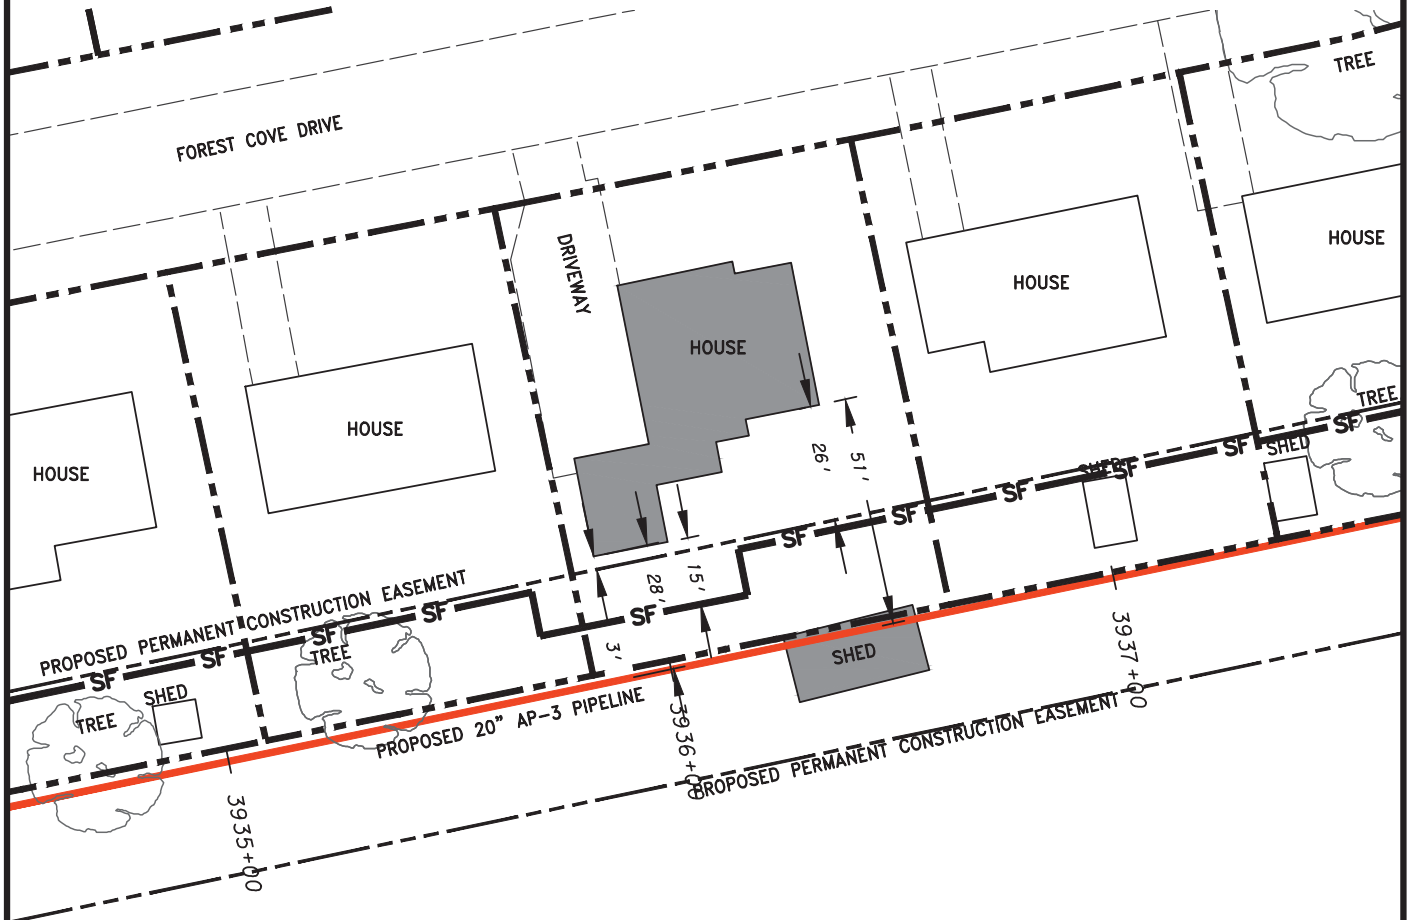 TREE
FOREST COVE DRIVE
DRIVEWAY
HOUSE
HOUSE
HOUSE
HOUSE
HOUSE
TREE
SF
SF
SHED
SHED
SF
SF
SF
SF
26'
51'
15'
28'
3'
PROPOSED PERMANENT CONSTRUCTION EASEMENT
SF
SF
SF
SF
TREE
SHED
SHED
TREE
PROPOSED 20" AP-3 PIPELINE
3935+00
3936+00
3937+00
PROPOSED PERMANENT CONSTRUCTION EASEMENT